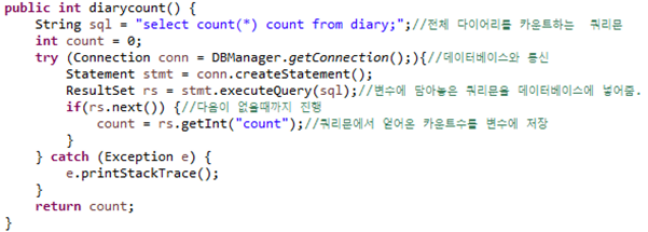 public int diarycount() {
    String sql = "select count(*) count from diary;";//전체 다이어리를 카운트하는  쿼리문
    int count = 0;
    try (Connection conn = DBManager.getConnection();){//데이터베이스와 통신
        Statement stmt = conn.createStatement();
        ResultSet rs = stmt.executeQuery(sql);//변수에 담아놓은 쿼리문을 데이터베이스에 넣어줌.
        if(rs.next()) {//다음이 없을때까지 진행
            count = rs.getInt("count");//쿼리문에서 얻어온 카운트수를 변수에 저장
        }
    } catch (Exception e) {
        e.printStackTrace();
    }
    return count;
}